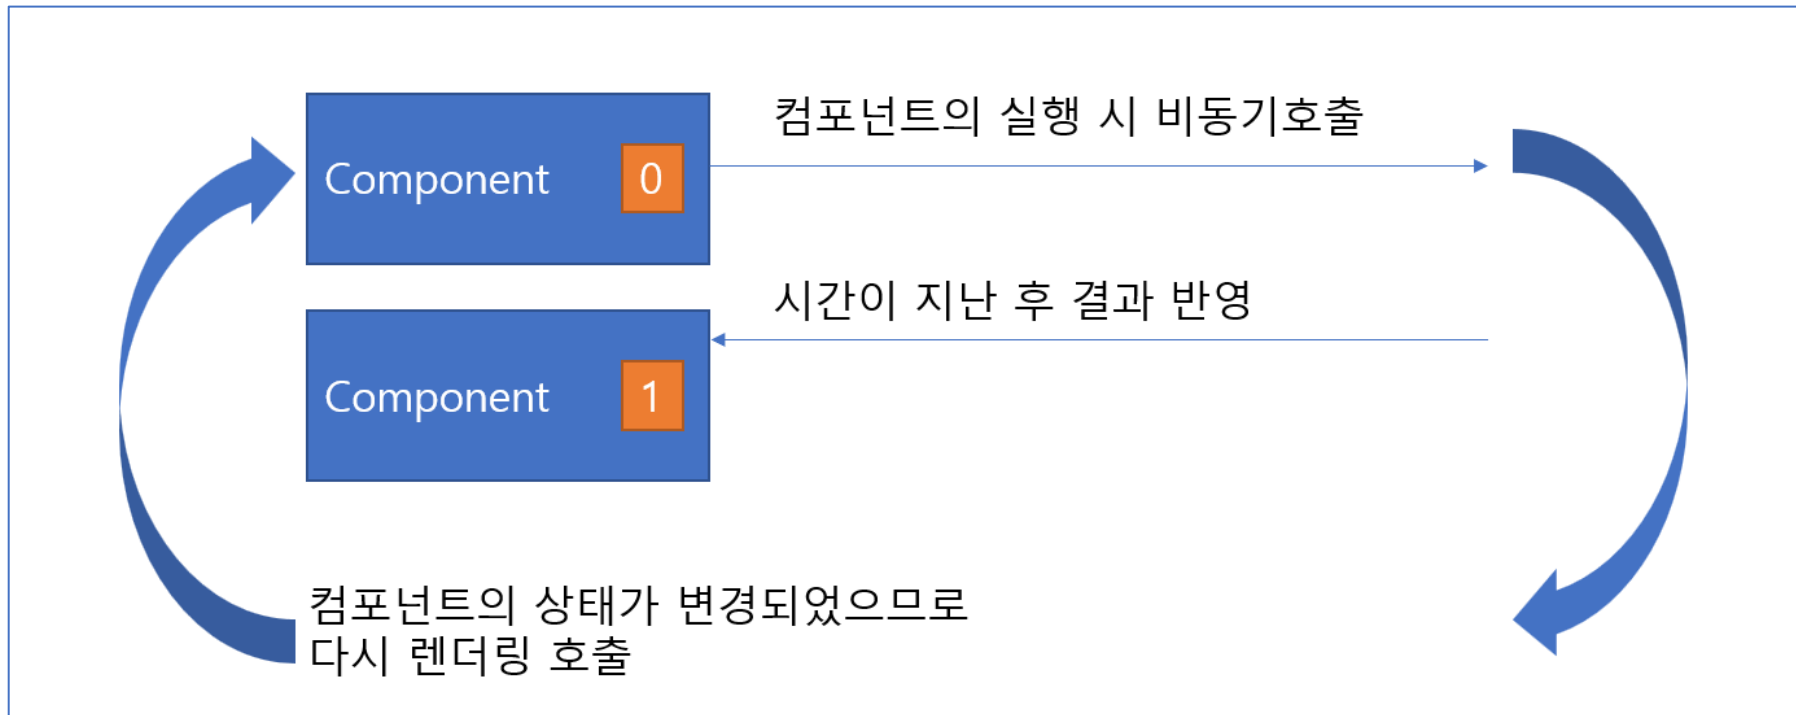 컴포넌트의 실행 시 비동기호출
Component 0
시간이 지난 후 결과 반영
Component 1
컴포넌트의 상태가 변경되었으므로
다시 렌더링 호출